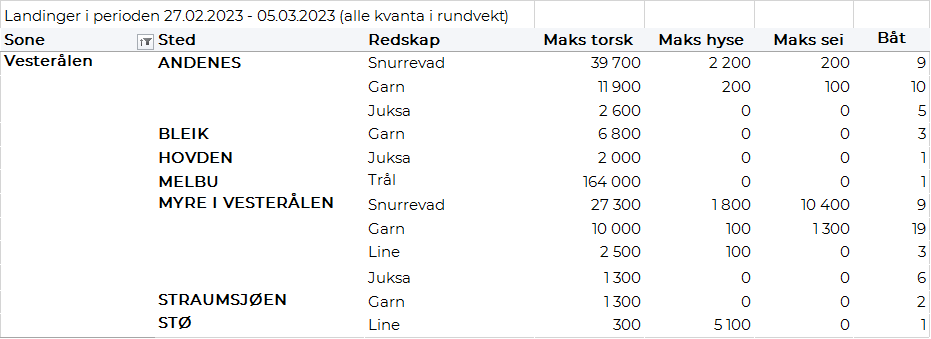 Landinger i perioden 27.02.2023 - 05.03.2023 (alle kvanta i rundvekt)
Sone Sted Redskap Maks torsk Maks hyse Maks sei Båt
Vesterålen ANDENES Snurrevad 39 700 2 200 200 9
Garn 11 900 200 100 10
Juksa 2 600 0 0 5
BLEIK Garn 6 800 0 0 3
HOVDEN Juksa 2 000 0 0 1
MELBU Trål 164 000 0 0 1
MYRE I VESTERÅLEN Snurrevad 27 300 1 800 10 400 9
Garn 10 000 100 1 300 19
Line 2 500 100 0 3
Juksa 1 300 0 0 6
STRAUMSJØEN Garn 1 300 0 0 2
STØ Line 300 5 100 0 1